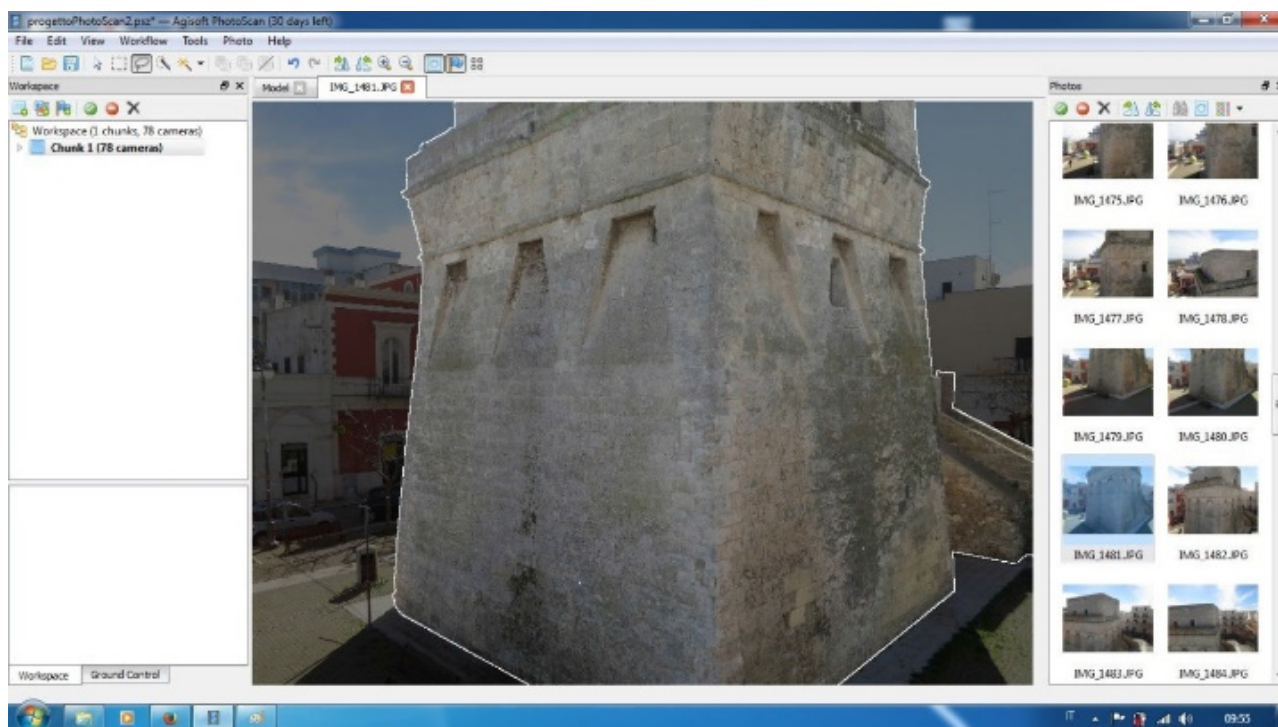 progettoPhotoScan2.psz* — Agisoft PhotoScan (30 days left)
File Edit View Workflow Tools Photo Help
Workspace
Model
IMG_1481.JPG
Photos
Workspace (1 chunks, 78 cameras)
Chunk 1 (78 cameras)
IMG_1475.JPG IMG_1476.JPG
IMG_1477.JPG IMG_1478.JPG
IMG_1479.JPG IMG_1480.JPG
IMG_1481.JPG IMG_1482.JPG
IMG_1483.JPG IMG_1484.JPG
Workspace Ground Control
IT 09:55